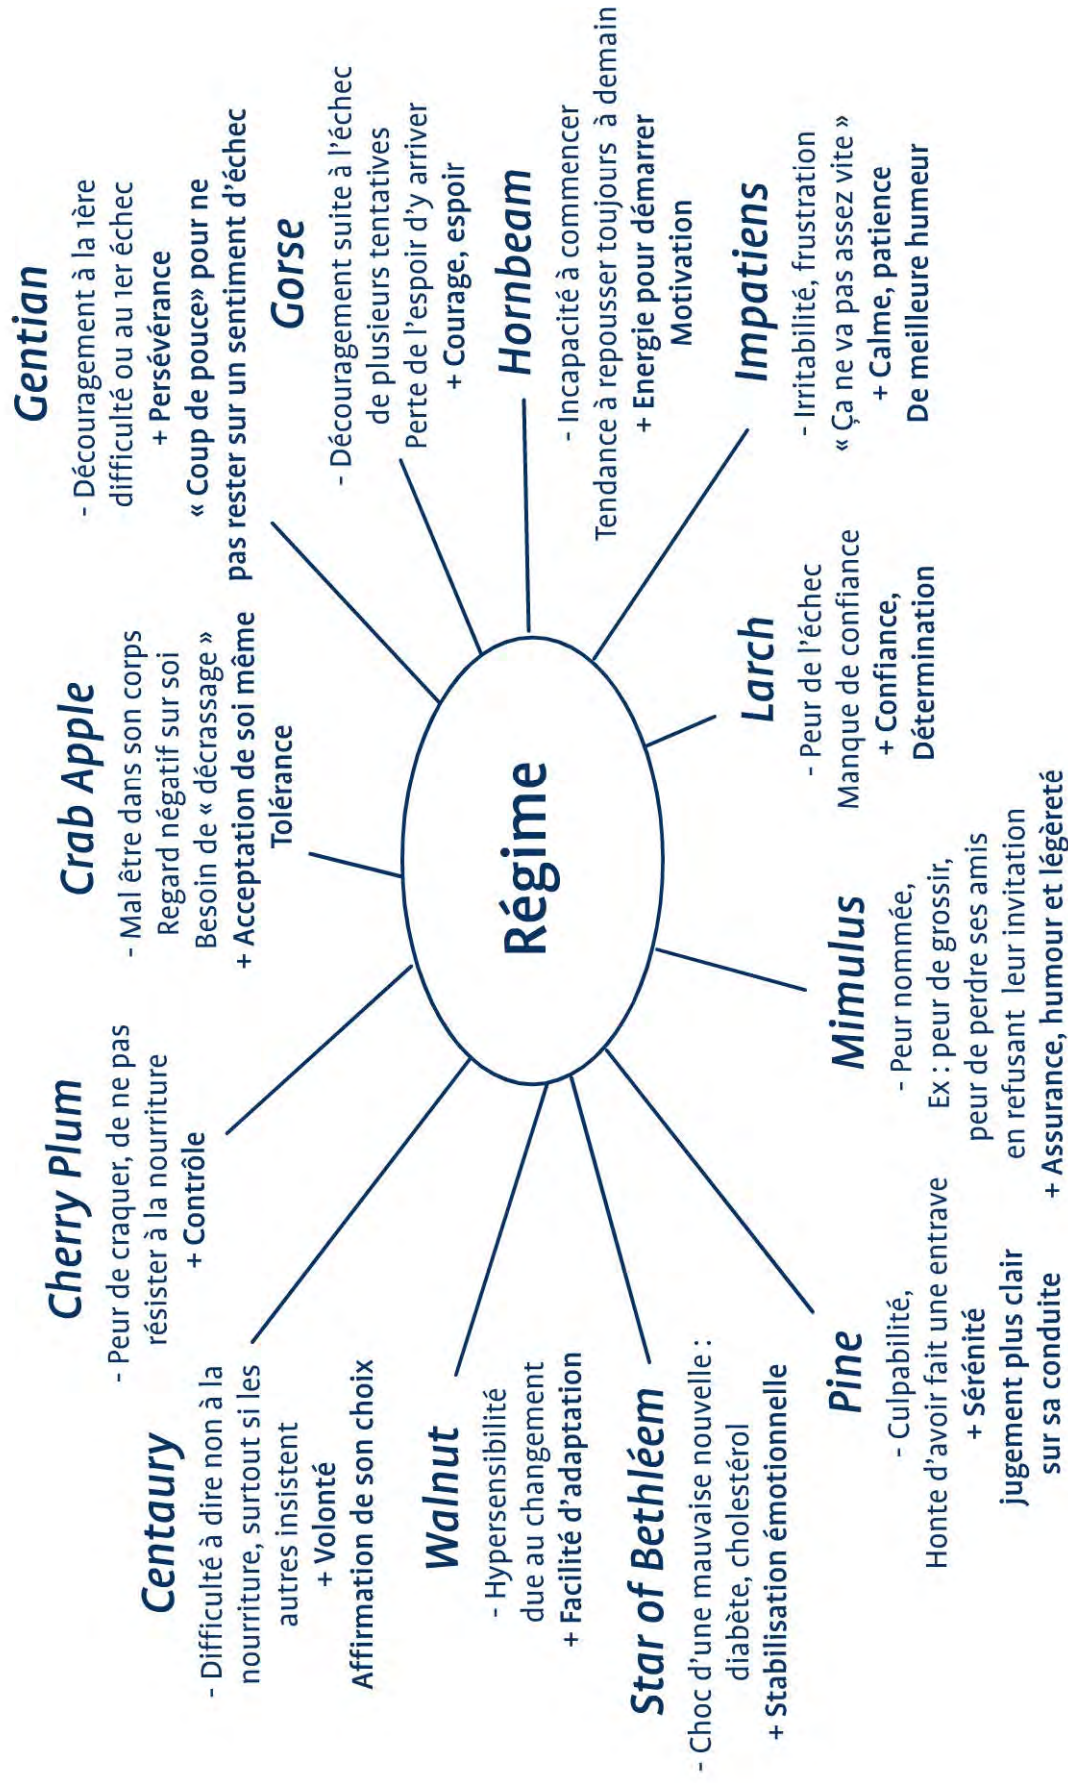 Régime
Cherry Plum
- Peur de craquer, de ne pas
résister à la nourriture
+ Contrôle
Crab Apple
- Mal être dans son corps
Regard négatif sur soi
Besoin de « décrassage »
+ Acceptation de soi même
Tolérance
Gentian
- Découragement à la 1ère
difficulté ou au 1er échec
+ Persévérance
« Coup de pouce» pour ne
pas rester sur un sentiment d'échec
Gorse
- Découragement suite à l'échec
de plusieurs tentatives
Perte de l'espoir d'y arriver
+ Courage, espoir
Hornbeam
- Incapacité à commencer
Tendance à repousser toujours à demain
+ Energie pour démarrer
Motivation
Impatiens
- Irritabilité, frustration
« Ça ne va pas assez vite »
+ Calme, patience
De meilleure humeur
Larch
- Peur de l'échec
Manque de confiance
+ Confiance,
Détermination
Mimulus
- Peur nommée,
Ex : peur de grossir,
peur de perdre ses amis
en refusant leur invitation
+ Assurance, humour et légèreté
Pine
- Culpabilité,
Honte d'avoir fait une entrave
+ Sérénité
jugement plus clair
sur sa conduite
Star of Bethléem
- Choc d'une mauvaise nouvelle :
diabète, cholestérol
+ Stabilisation émotionnelle
Walnut
- Hypersensibilité
due au changement
+ Facilité d'adaptation
Centaury
- Difficulté à dire non à la
nourriture, surtout si les
autres insistent
+ Volonté
Affirmation de son choix